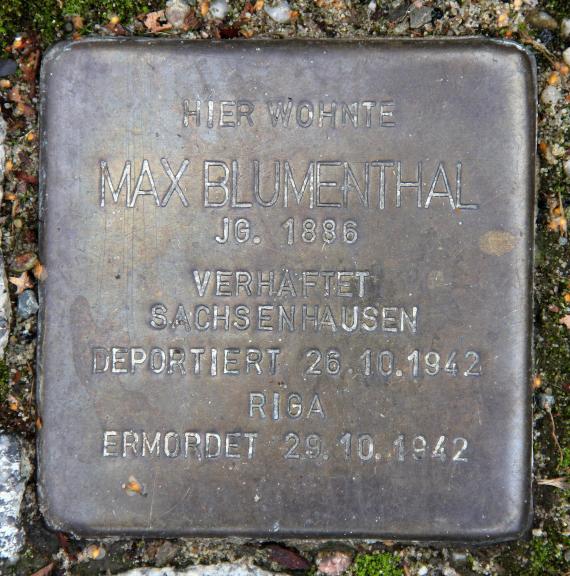 HIER WOHNTE
MAX BLUMENTHAL
JG. 1886
VERHAFTET
SACHSENHAUSEN
DEPORTIERT 26.10.1942
RIGA
ERMORDET 29.10.1942